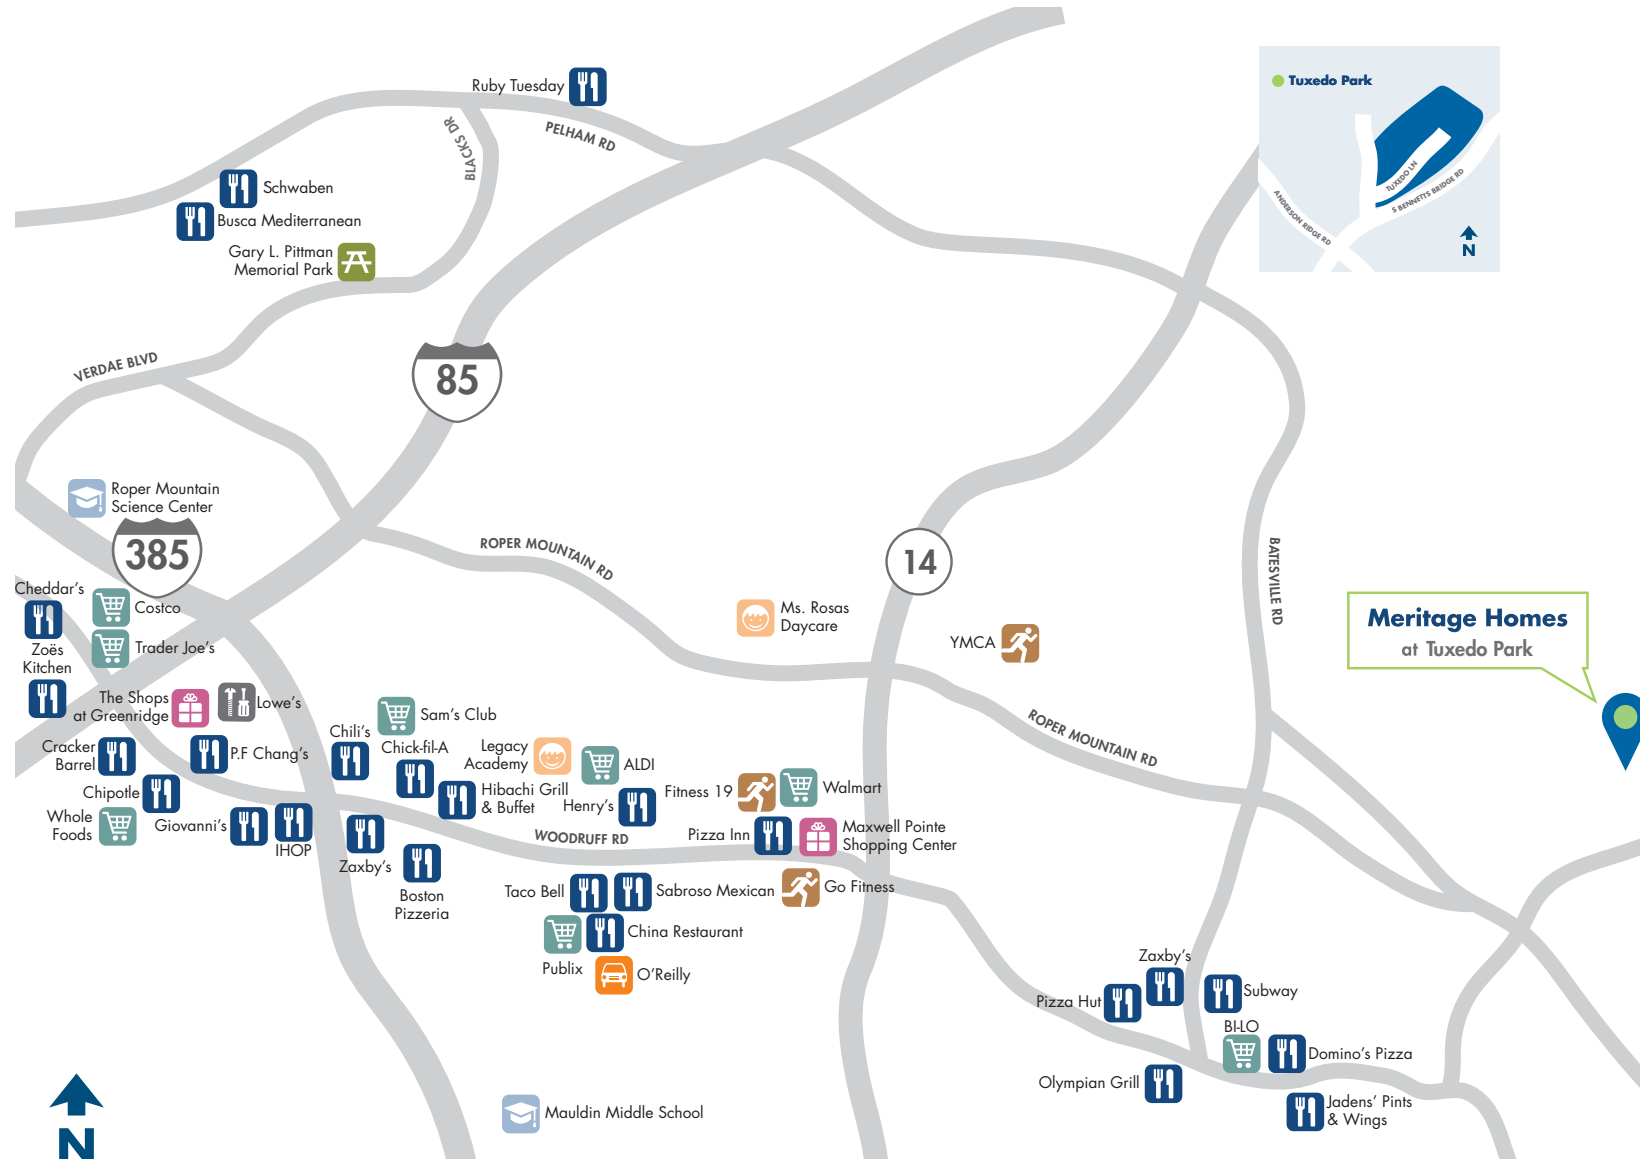 Ruby Tuesday
PELHAM RD
BLACKS DR
Schwaben
Busca Mediterranean
Gary L. Pittman
Memorial Park
VERDAE BLVD
85
Tuxedo Park
TUXEDO LN
S BENNETTS BRIDGE RD
ANDERSON RIDGE RD
N
Roper Mountain
Science Center
385
ROPER MOUNTAIN RD
14
BATESVILLE RD
Cheddar's
Costco
Zoës
Kitchen
Trader Joe's
Ms. Rosas
Daycare
YMCA
Meritage Homes
at Tuxedo Park
The Shops
at Greenridge
Lowe's
Sam's Club
Chili's
Chick-fil-A
Legacy
Academy
ALDI
ROPER MOUNTAIN RD
Cracker
Barrel
P.F Chang's
Chipotle
Hibachi Grill
& Buffet
Henry's
Fitness 19
Walmart
Whole
Foods
Giovanni's
IHOP
Zaxby's
WOODRUFF RD
Pizza Inn
Maxwell Pointe
Shopping Center
Boston
Pizzeria
Taco Bell
Sabroso Mexican
Go Fitness
China Restaurant
Publix
O'Reilly
Zaxby's
Pizza Hut
Subway
BI-LO
Domino's Pizza
Olympian Grill
Jadens' Pints
& Wings
Mauldin Middle School
N